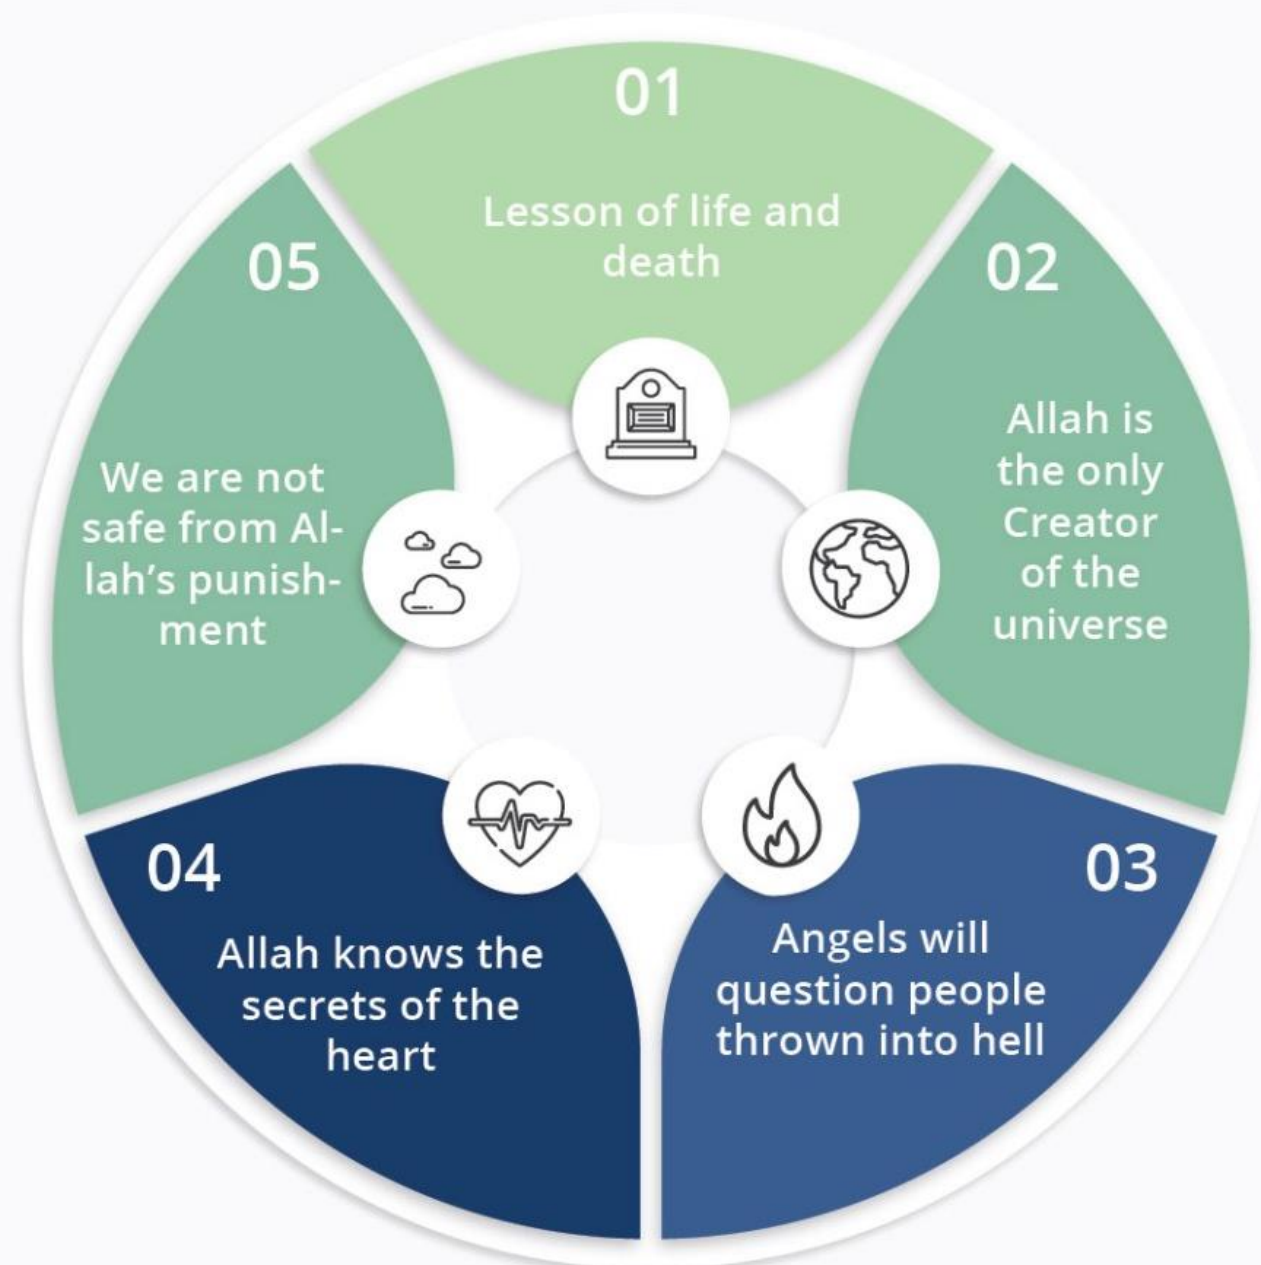 01
Lesson of life and
death
02
Allah is
the only
Creator
of the
universe
03
Angels will
question people
thrown into hell
04
Allah knows the
secrets of the
heart
05
We are not
safe from Al-
lah’s punish-
ment